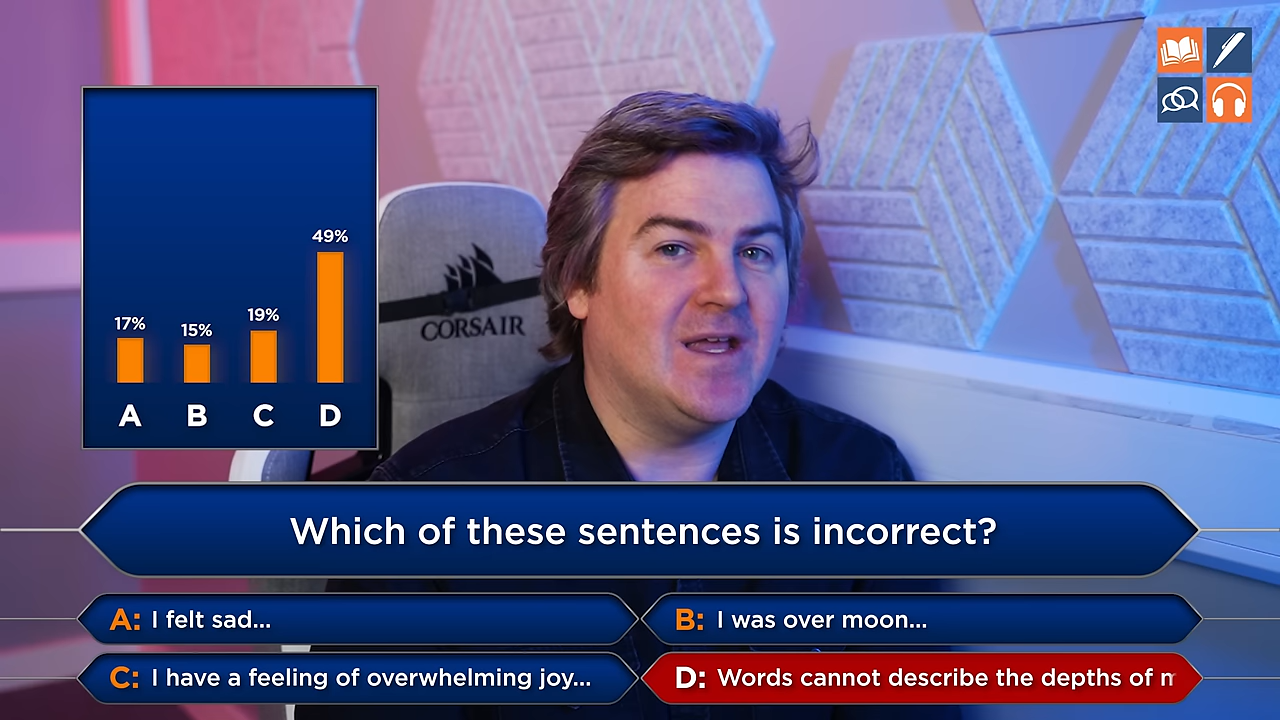 49%
19%
17%
15%
A B C D
CORSAIR
Which of these sentences is incorrect?
A: I felt sad...
B: I was over moon...
C: I have a feeling of overwhelming joy...
D: Words cannot describe the depths of